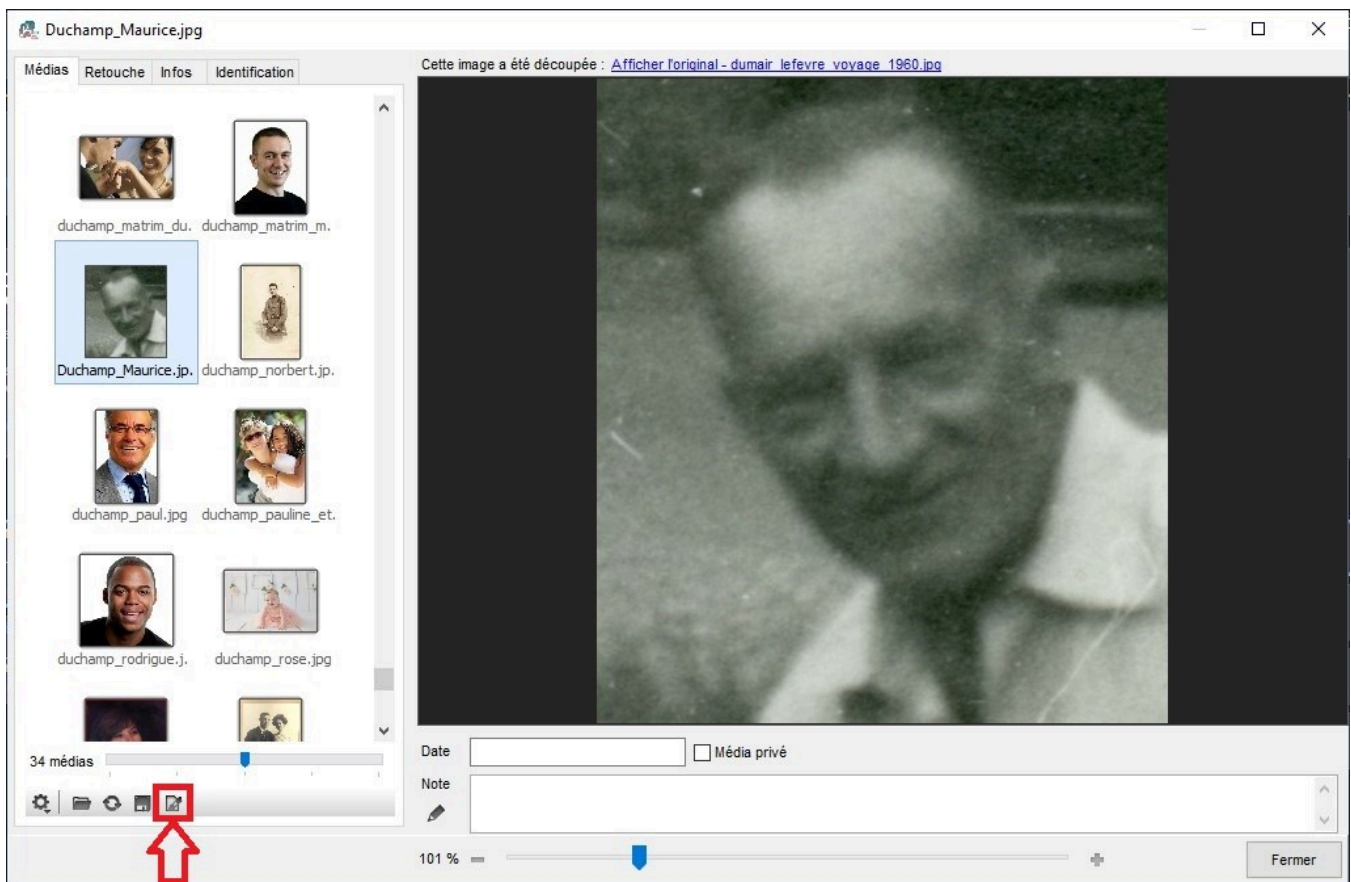 Duchamp_Maurice.jpg
Médias Retouche Infos Identification
Cette image a été découpée : Afficher l'original - dumair_lefevre_voyage_1960.jpg
duchamp_matrim_du. duchamp_matrim_m.
Duchamp_Maurice.jp. duchamp_norbert.jp.
duchamp_paul.jpg duchamp_pauline_et.
duchamp_rodrigue.j. duchamp_rose.jpg
34 médias
Date
Média privé
Note
101 %
Fermer